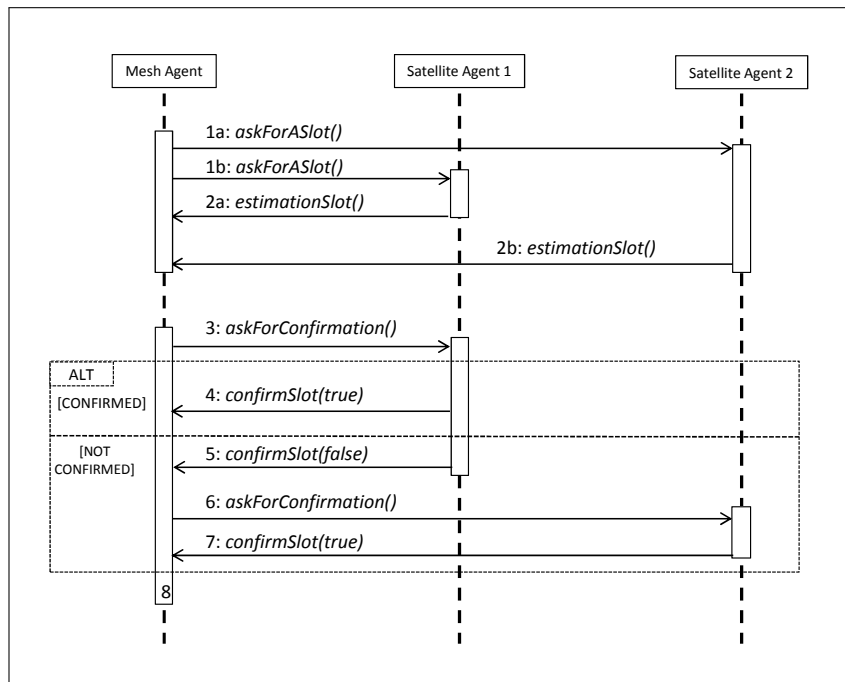 Mesh Agent
Satellite Agent 1
Satellite Agent 2
1a: askForASlot()
1b: askForASlot()
2a: estimationSlot()
2b: estimationSlot()
3: askForConfirmation()
ALT
[CONFIRMED]
4: confirmSlot(true)
[NOT
CONFIRMED]
5: confirmSlot(false)
6: askForConfirmation()
7: confirmSlot(true)
8